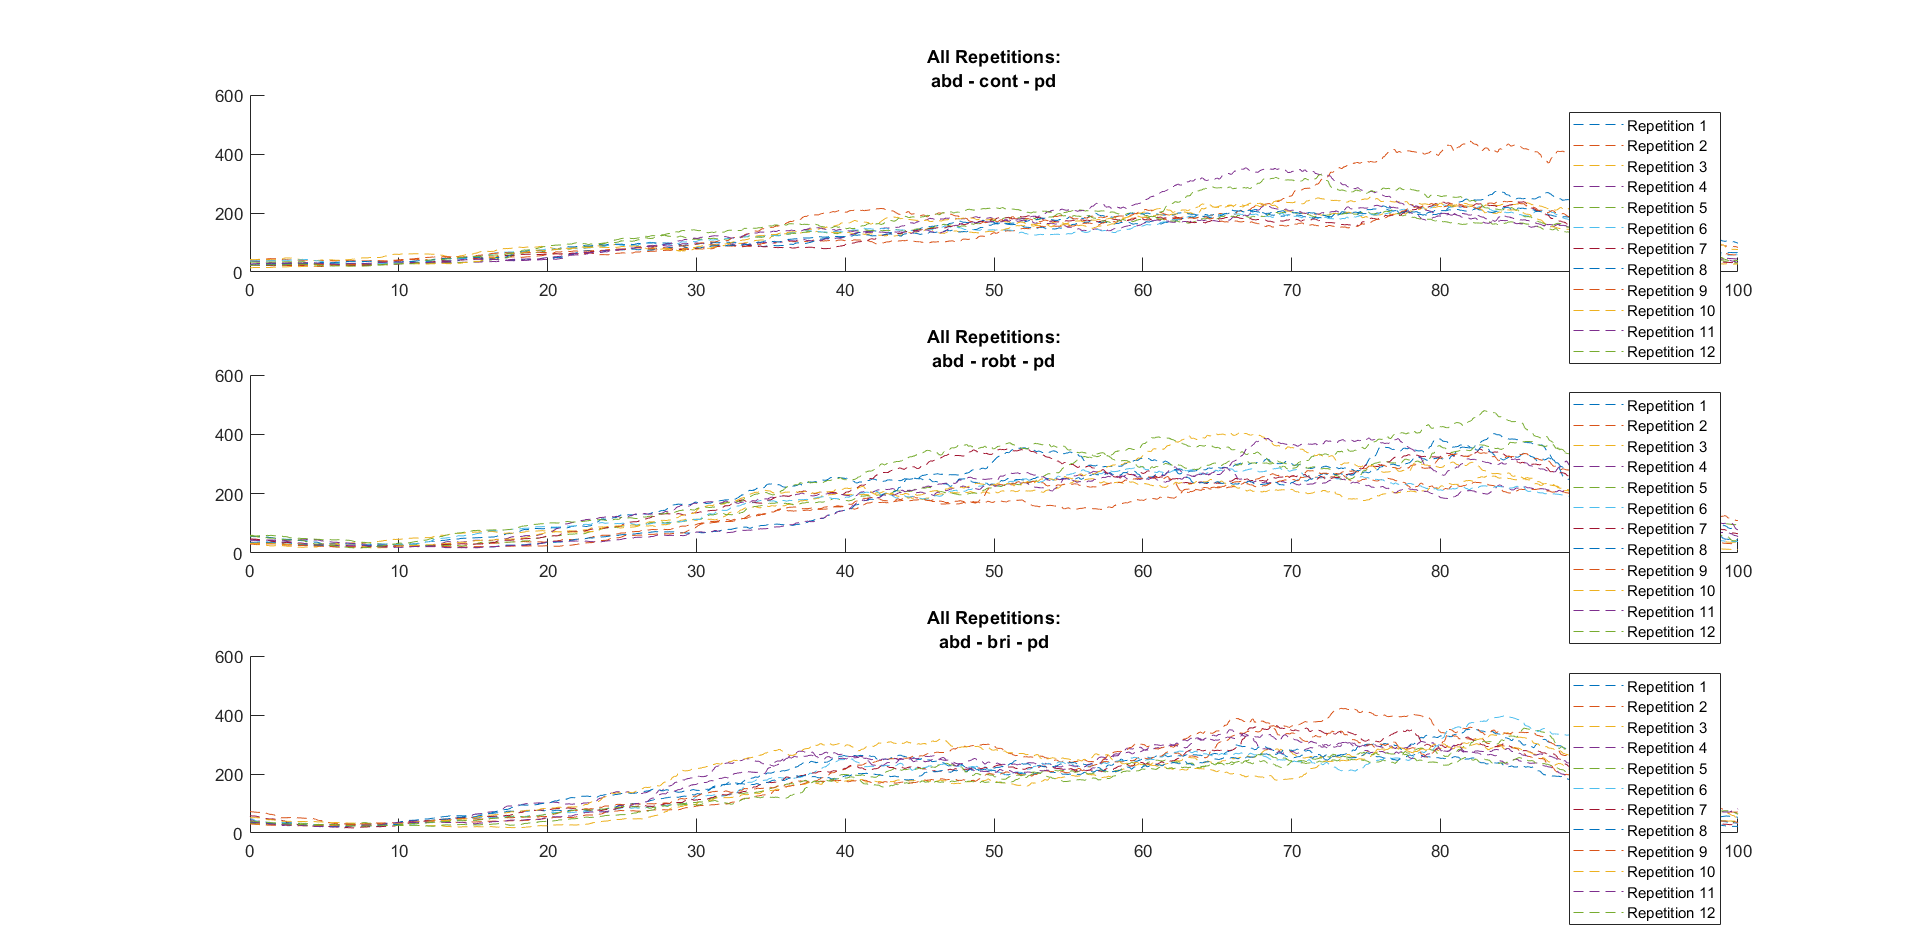 All Repetitions:
abd - cont - pd
600
400
200
0
0 10 20 30 40 50 60 70 80 100
Repetition 1
Repetition 2
Repetition 3
Repetition 4
Repetition 5
Repetition 6
Repetition 7
Repetition 8
Repetition 9
Repetition 10
Repetition 11
Repetition 12
All Repetitions:
abd - robt - pd
600
400
200
0
0 10 20 30 40 50 60 70 80 100
Repetition 1
Repetition 2
Repetition 3
Repetition 4
Repetition 5
Repetition 6
Repetition 7
Repetition 8
Repetition 9
Repetition 10
Repetition 11
Repetition 12
All Repetitions:
abd - bri - pd
600
400
200
0
0 10 20 30 40 50 60 70 80 100
Repetition 1
Repetition 2
Repetition 3
Repetition 4
Repetition 5
Repetition 6
Repetition 7
Repetition 8
Repetition 9
Repetition 10
Repetition 11
Repetition 12